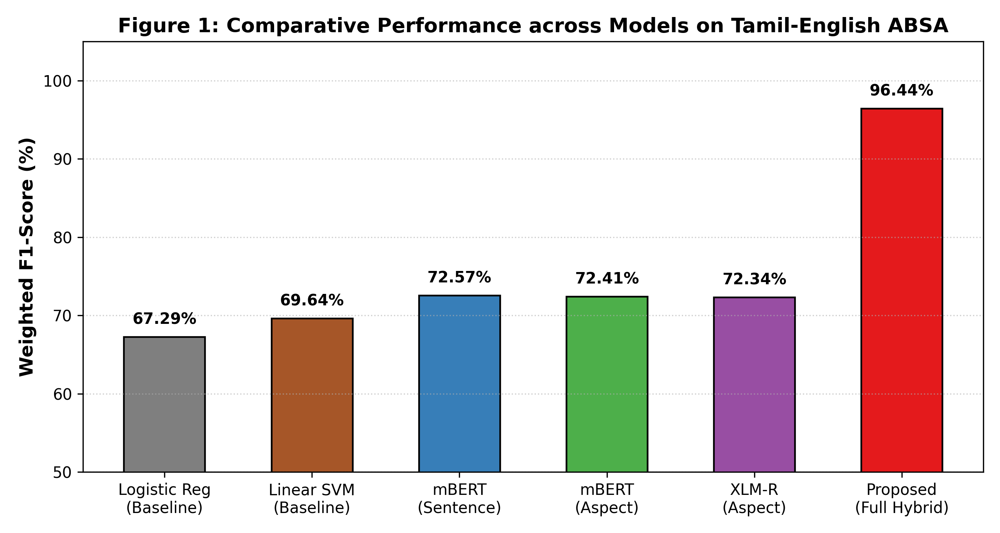 Figure 1: Comparative Performance across Models on Tamil-English ABSA
Weighted F1-Score (%)
100
90
80
70
60
50
67.29%
69.64%
72.57%
72.41%
72.34%
96.44%
Logistic Reg
(Baseline)
Linear SVM
(Baseline)
mBERT
(Sentence)
mBERT
(Aspect)
XLM-R
(Aspect)
Proposed
(Full Hybrid)